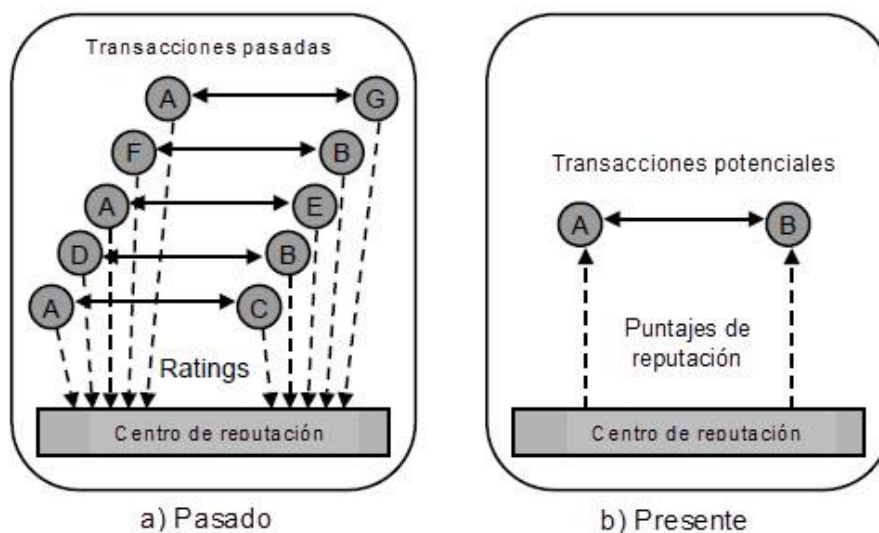 Transacciones pasadas
A
G
F
B
A
E
D
B
A
C
Ratings
Centro de reputación
a) Pasado
Transacciones potenciales
A
B
Puntajes de
reputación
Centro de reputación
b) Presente